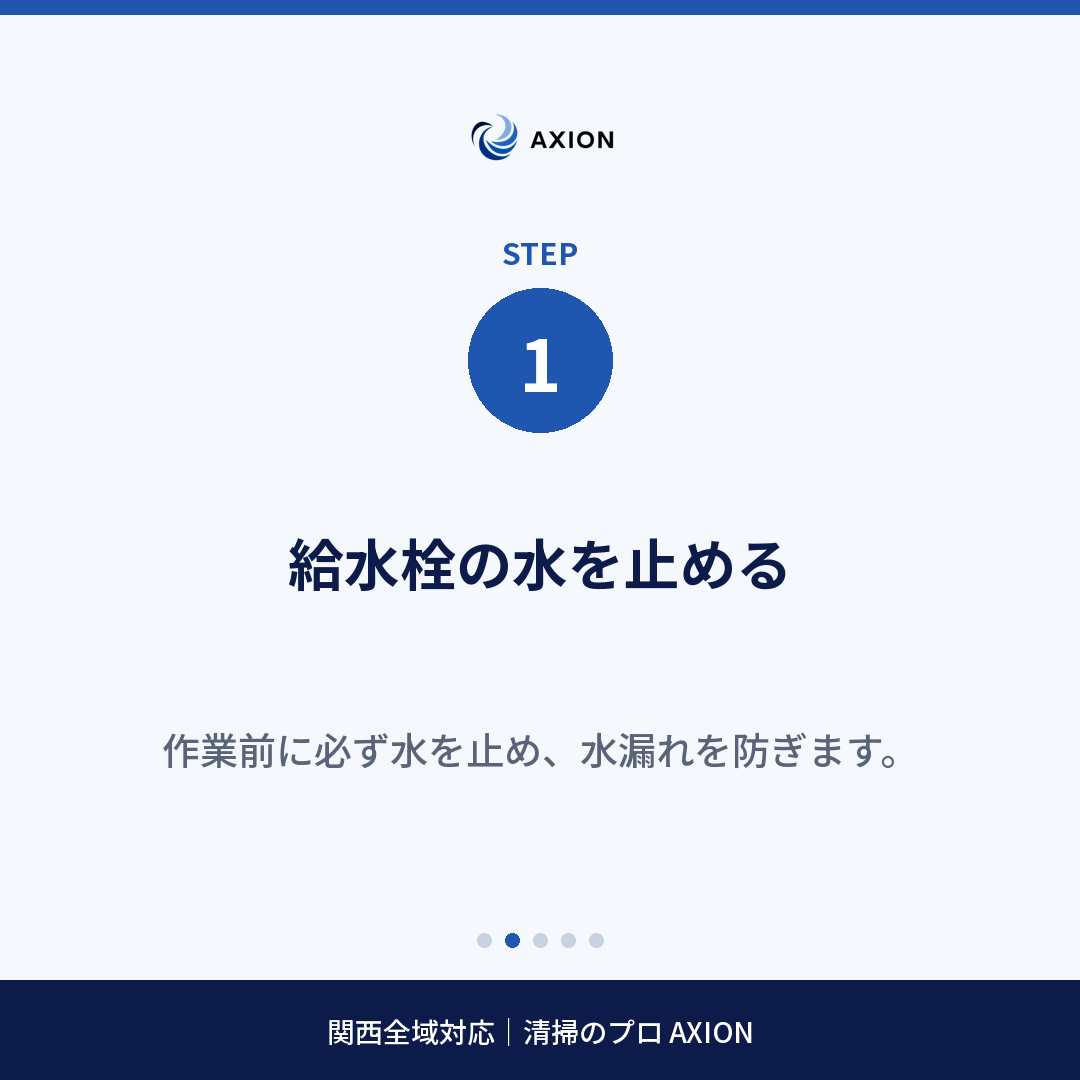 AXION
STEP
1
給水栓の水を止める
作業前に必ず水を止め、水漏れを防ぎます。
関西全域対応｜清掃のプロ AXION